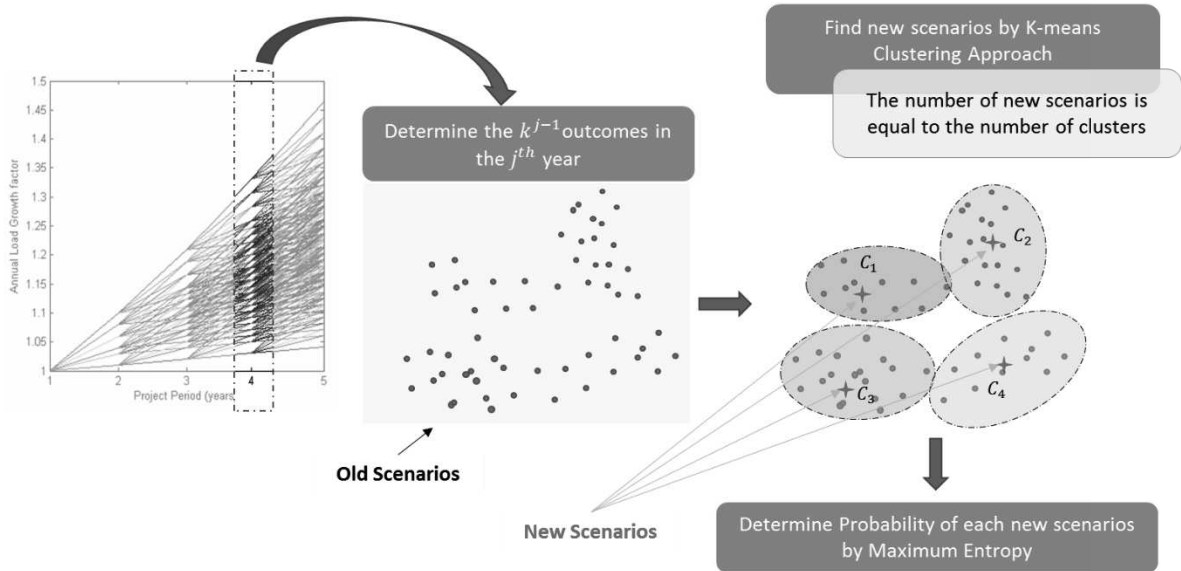 Find new scenarios by K-means
Clustering Approach
The number of new scenarios is
equal to the number of clusters
1.5
1.45
1.4
1.35
1.3
1.25
1.2
1.15
1.1
1.05
1
Annual Load Growth factor
1 2 3 4 5
Project Period (years
Determine the k^{j-1} outcomes in
the j^{th} year
Old Scenarios
C_1
C_2
C_3
C_4
New Scenarios
Determine Probability of each new scenarios
by Maximum Entropy